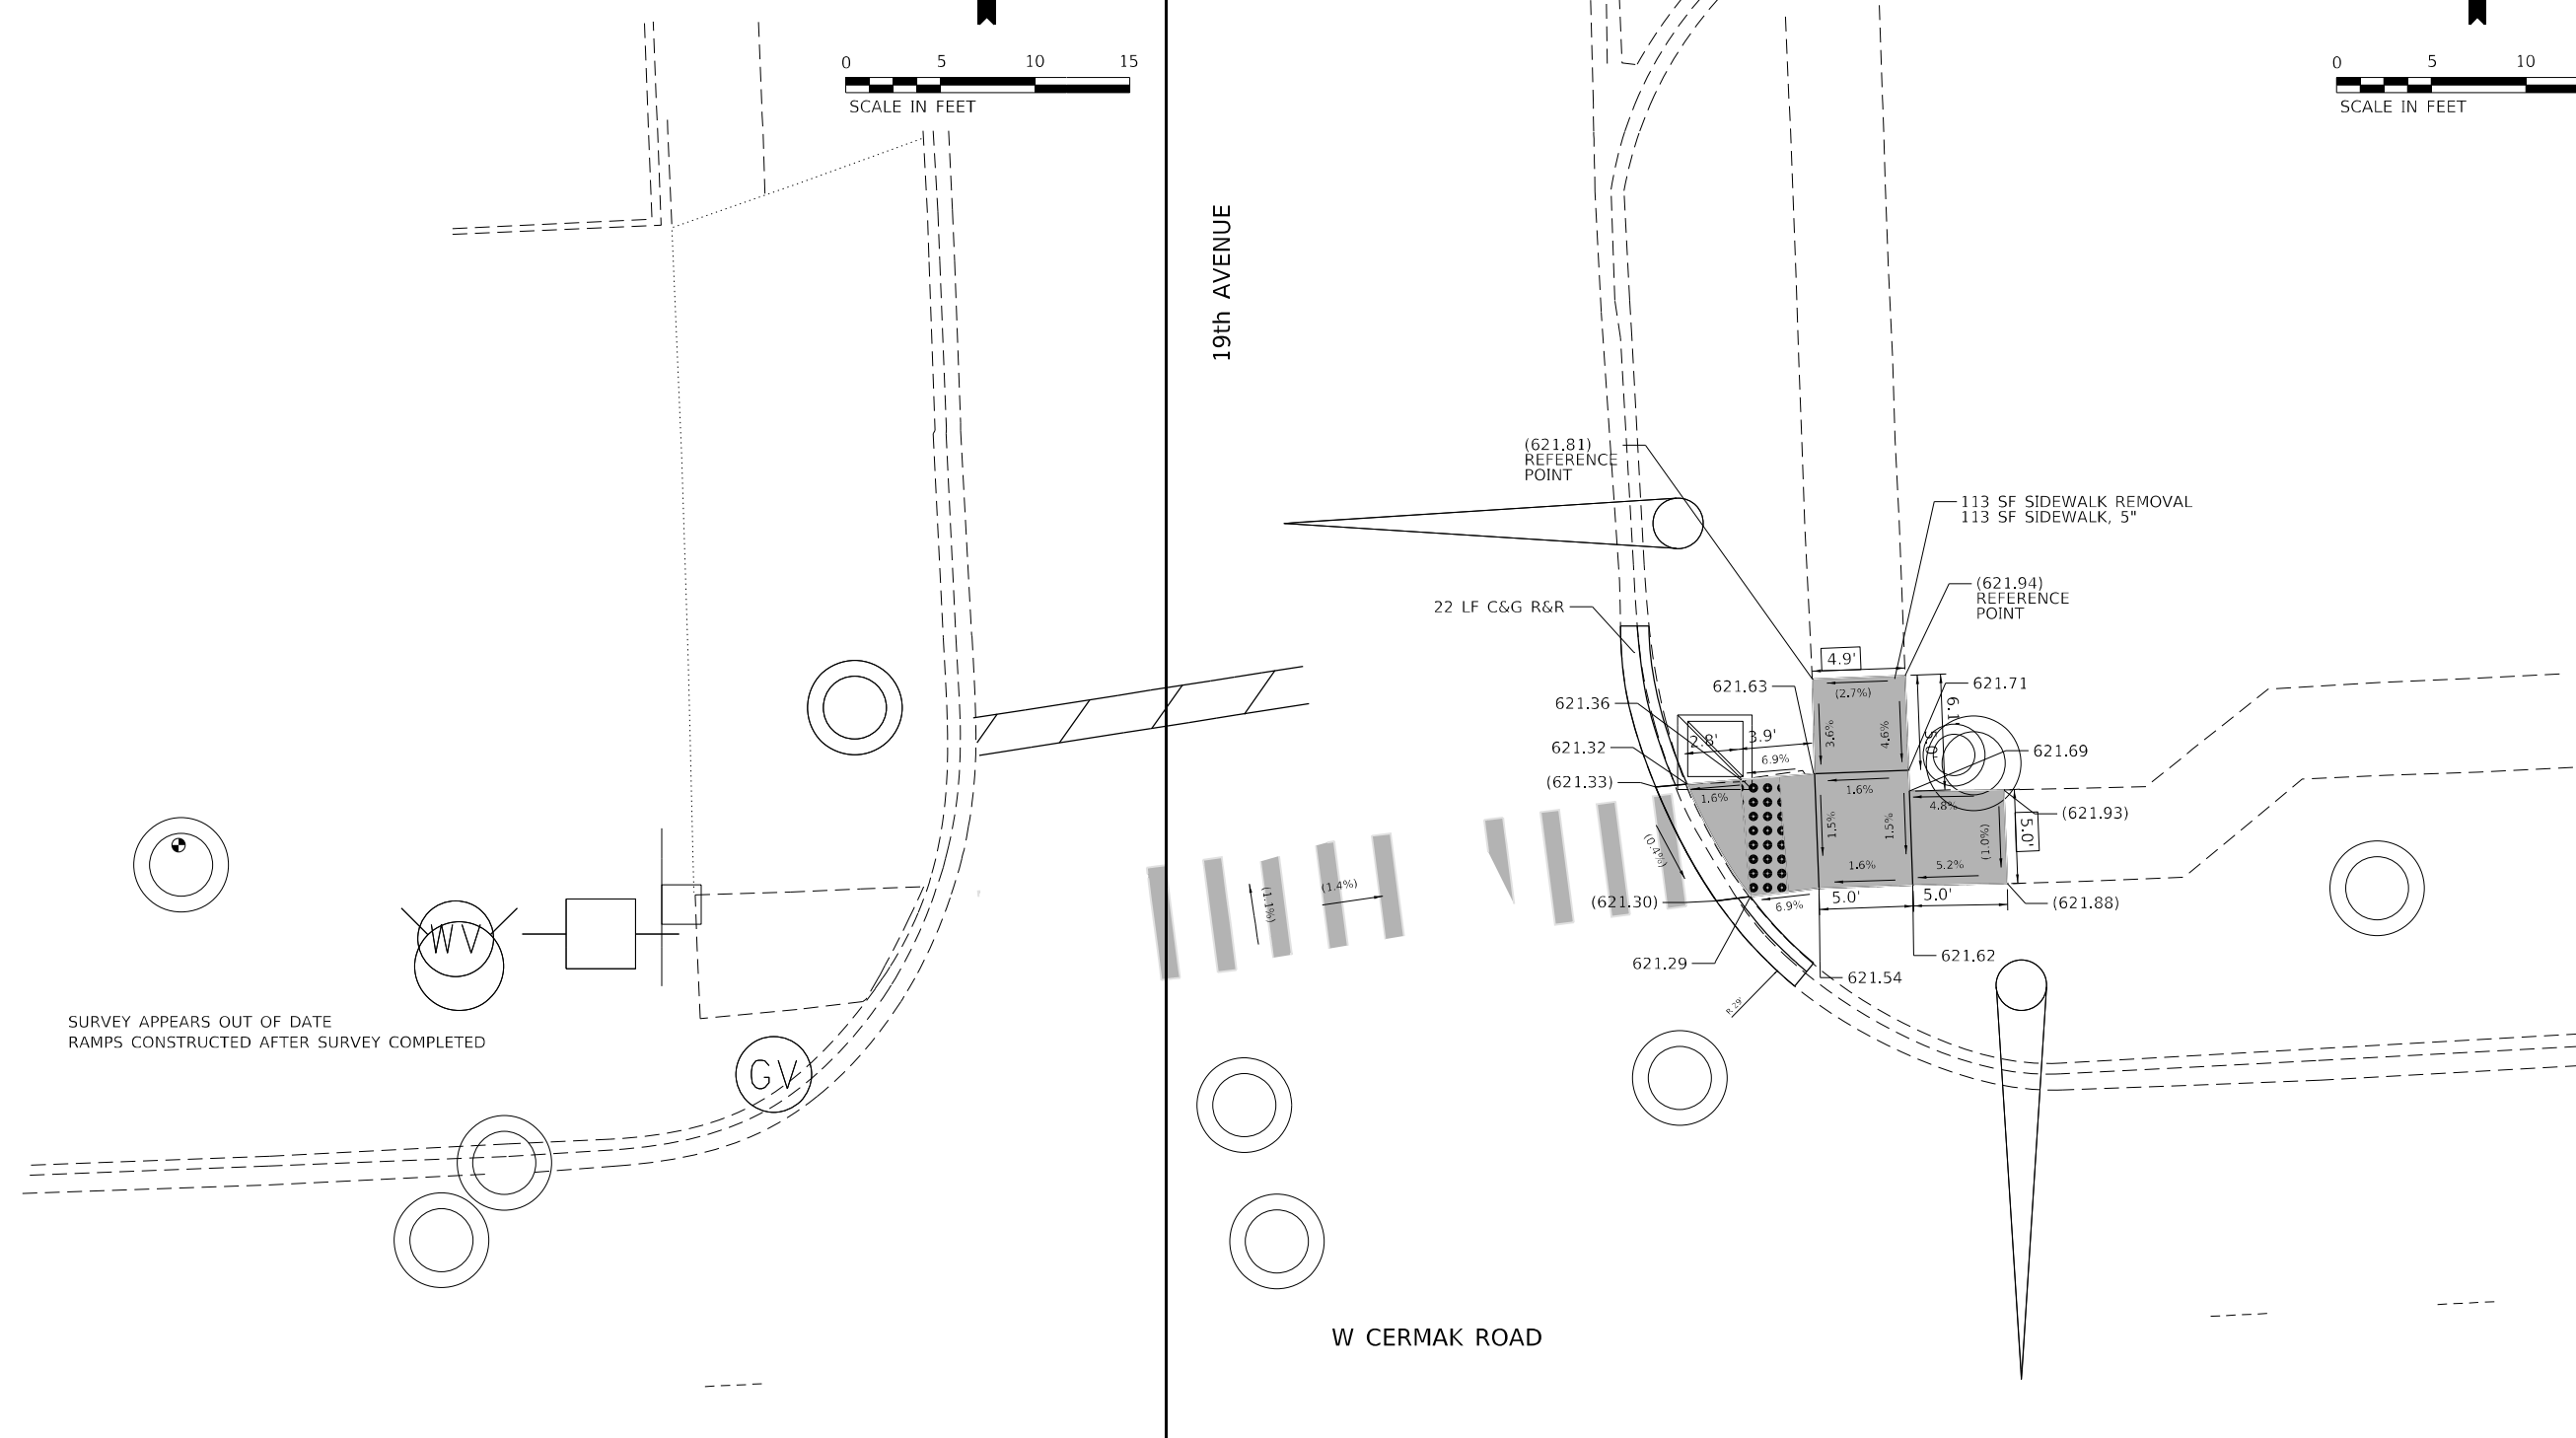 0 5 10 15
SCALE IN FEET
0 5 10
SCALE IN FEET
19th AVENUE
(621.81)
REFERENCE
POINT
113 SF SIDEWALK REMOVAL
113 SF SIDEWALK, 5"
(621.94)
REFERENCE
POINT
22 LF C&G R&R
4.9'
(2.7%)
621.63
621.71
621.36
6.1'
3.6%
4.6%
5.0'
2.8'
3.9'
621.32
6.9%
621.69
(621.33)
1.6%
1.6%
4.8%
(621.93)
1.5%
1.5%
(1.0%)
5.0'
(0.4%)
1.6%
5.2%
(1.1%)
(1.4%)
(621.30)
6.9%
5.0'
5.0'
(621.88)
WV
621.29
621.62
621.54
R 29'
SURVEY APPEARS OUT OF DATE
RAMPS CONSTRUCTED AFTER SURVEY COMPLETED
GV
W CERMAK ROAD